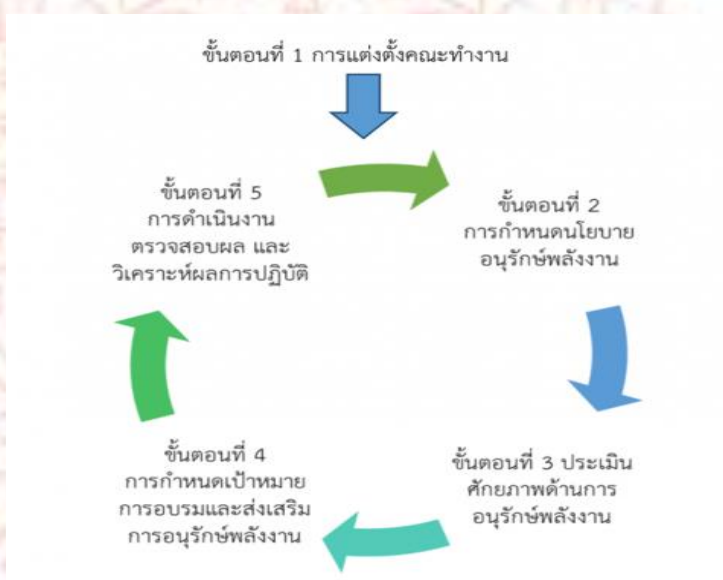 ขั้นตอนที่ 1 การแต่งตั้งคณะทำงาน
ขั้นตอนที่ 2
การกำหนดนโยบาย
อนุรักษ์พลังงาน
ขั้นตอนที่ 3 ประเมิน
ศักยภาพด้านการ
อนุรักษ์พลังงาน
ขั้นตอนที่ 4
การกำหนดเป้าหมาย
การอบรมและส่งเสริม
การอนุรักษ์พลังงาน
ขั้นตอนที่ 5
การดำเนินงาน
ตรวจสอบผล และ
วิเคราะห์ผลการปฏิบัติ